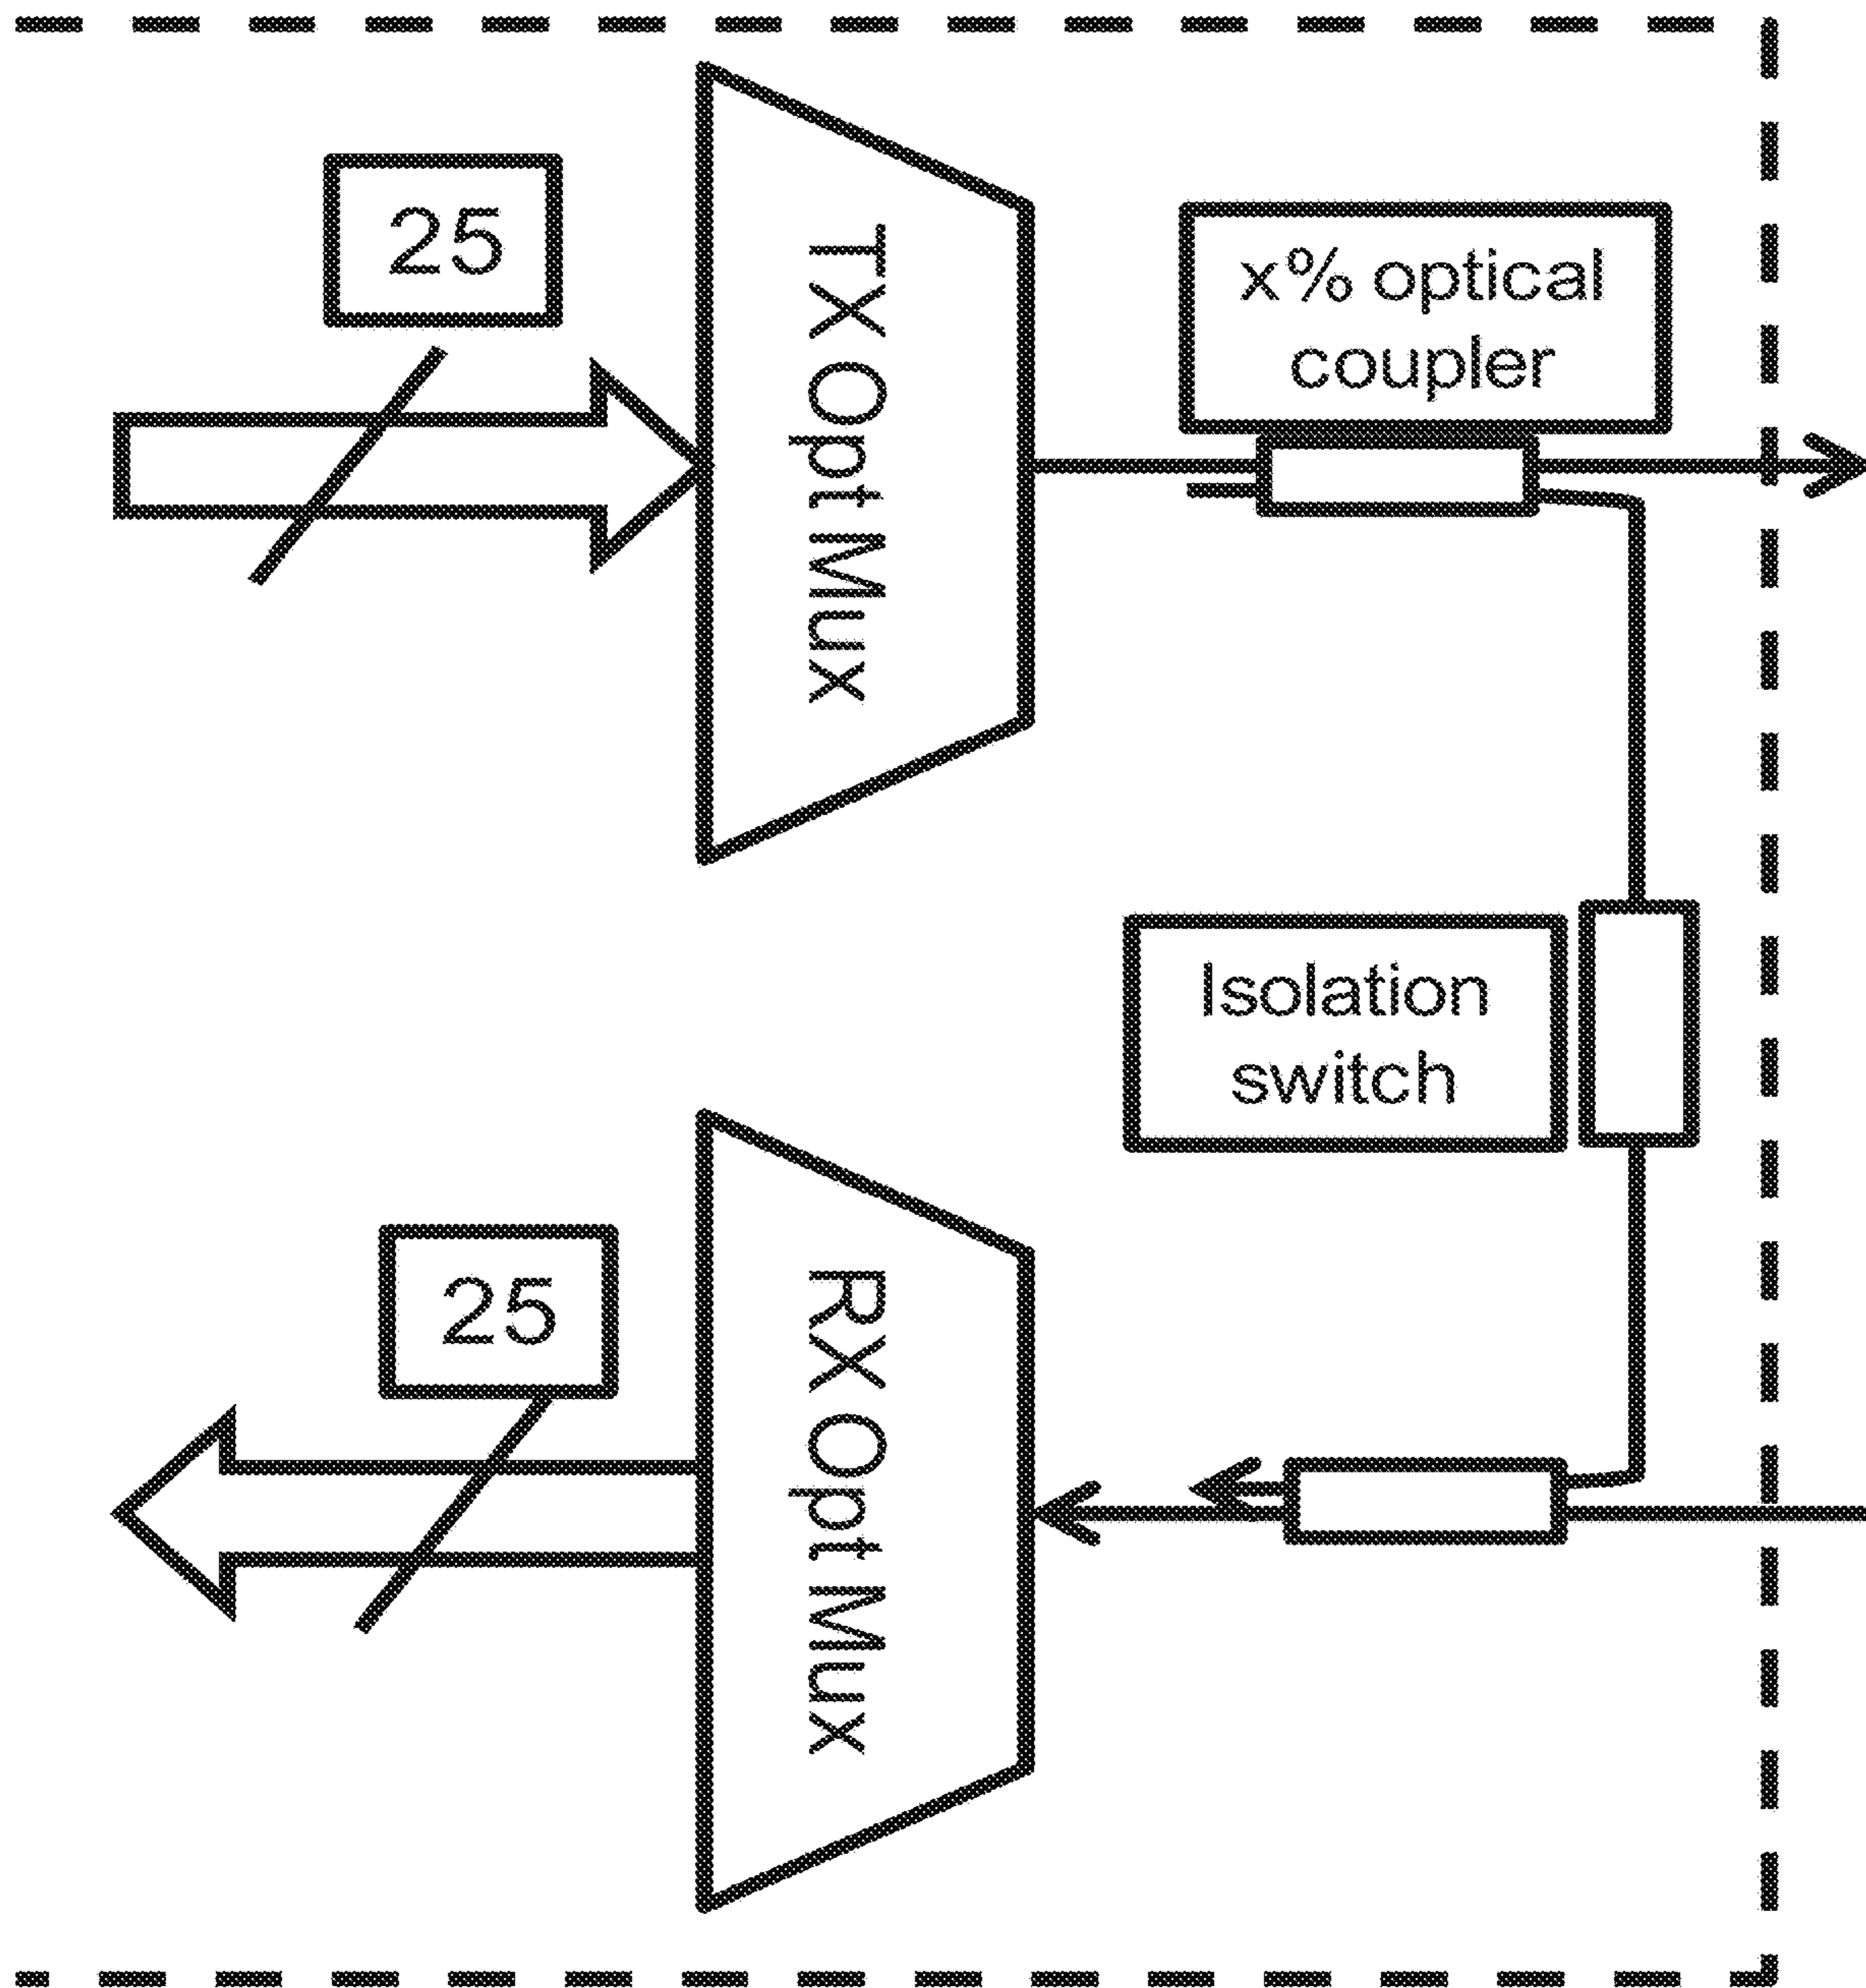 25
TX Opt Mux
x% optical
coupler
Isolation
switch
25
RX Opt Mux